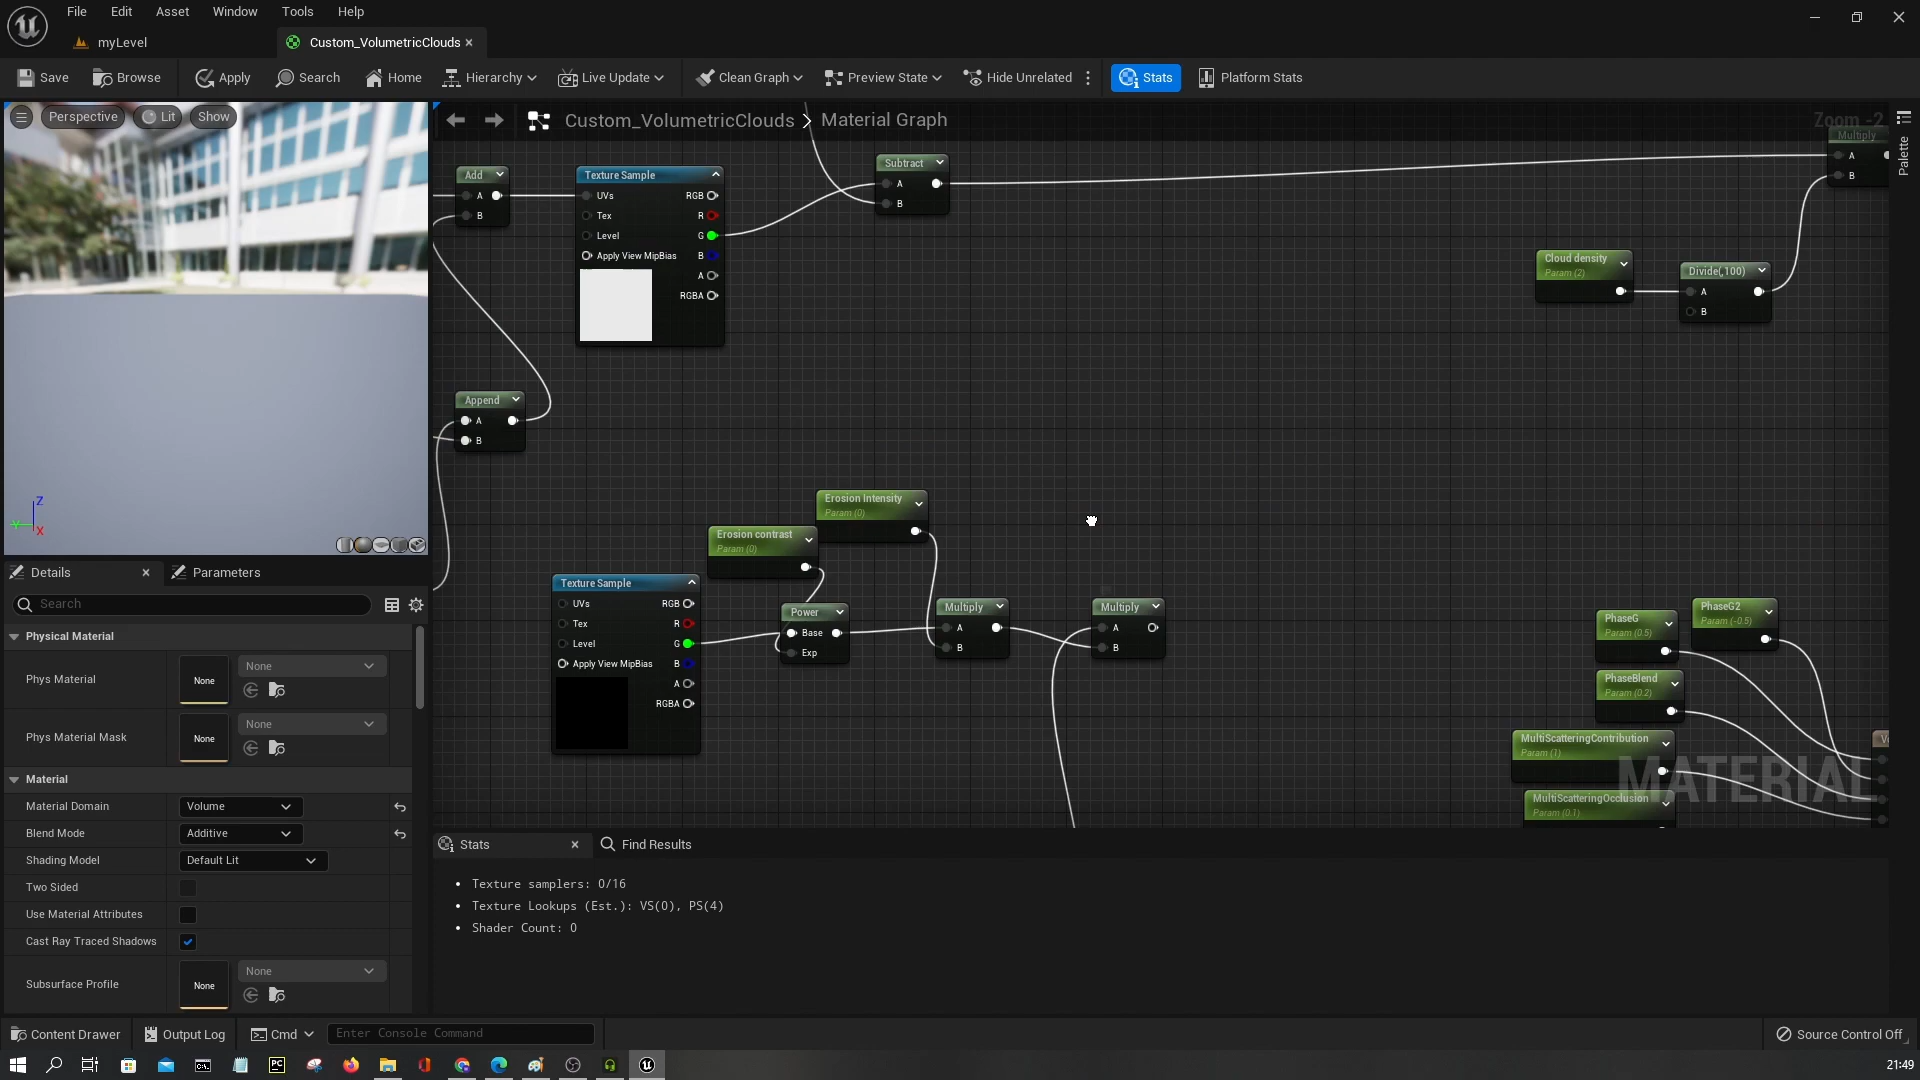 File Edit Asset Window Tools Help
myLevel
Custom_VolumetricClouds
Save Browse Apply Search Home Hierarchy Live Update Clean Graph Preview State Hide Unrelated Stats Platform Stats
Perspective Lit Show
Custom_VolumetricClouds > Material Graph
Zoom -2
Palette
Add
A
B
Texture Sample
UVs RGB
Tex R
Level G
Apply View MipBias B
A
RGBA
Subtract
A
B
Multiply
A
B
Cloud density
Param (2)
Divide(,100)
A
B
Append
A
B
Erosion Intensity
Param (0)
Erosion contrast
Param (0)
Texture Sample
UVs RGB
Tex R
Level G
Apply View MipBias B
A
RGBA
Power
Base
Exp
Multiply
A
B
Multiply
A
B
PhaseG
Param (0.5)
PhaseG2
Param (-0.5)
PhaseBlend
Param (0.2)
MultiScatteringContribution
Param (1)
MultiScatteringOcclusion
Param (0.1)
MATERIAL
Z
Y
X
Details Parameters
Search
Physical Material
Phys Material None None
Phys Material Mask None None
Material
Material Domain Volume
Blend Mode Additive
Shading Model Default Lit
Two Sided
Use Material Attributes
Cast Ray Traced Shadows
Subsurface Profile None None
Stats Find Results
• Texture samplers: 0/16
• Texture Lookups (Est.): VS(0), PS(4)
• Shader Count: 0
Content Drawer Output Log Cmd Enter Console Command Source Control Off
21:49